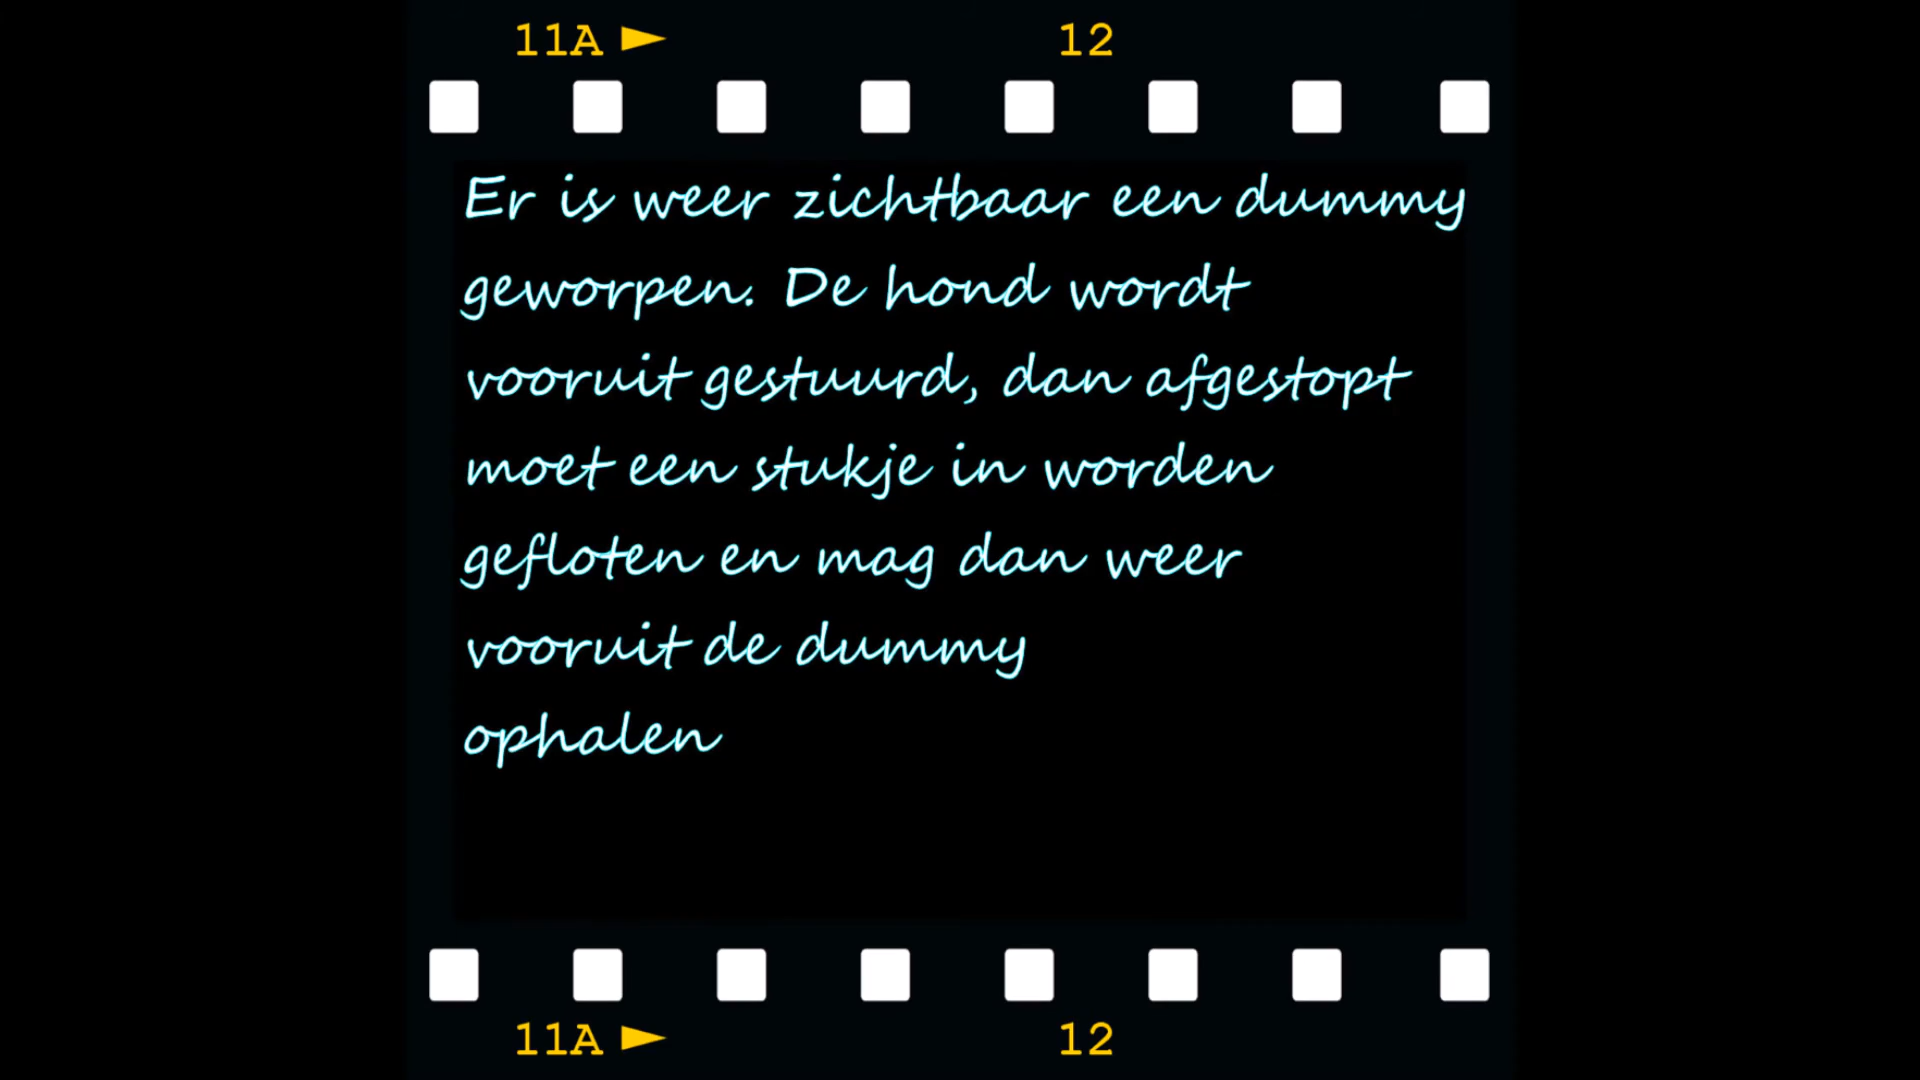 11A ► 12
Er is weer zichtbaar een dummy
geworpen. De hond wordt
vooruit gestuurd, dan afgestopt
moet een stukje in worden
gefloten en mag dan weer
vooruit de dummy
ophalen
11A ► 12